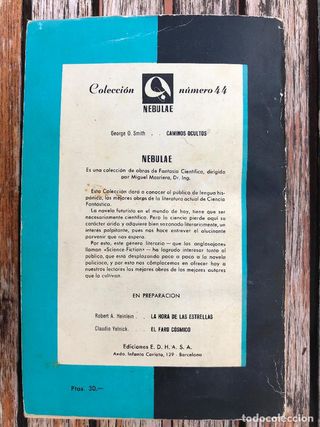 Colección número 44
NEBULAE
George O. Smith . . CAMINOS OCULTOS
NEBULAE
Es una colección de obras de Fantasía Científica, dirigida
por Miguel Masriera, Dr. Ing.
Esta Colección dará a conocer al público de lengua his-
pánica, las mejores obras de la literatura actual de Ciencia
Fantástica.
La novela futurista en el mundo de hoy, tiene que ser
necesariamente científica. Pero la ciencia pierde aquí su
carácter árido y adquiere bien sazonada literariamente, un
interés palpitante, pues nos hace entrever el alucinante
porvenir que nos espera.
Por esto, este género literario — que los anglosajones
llaman «Science-Fiction» — ha logrado interesar tanto al
público, que está desplazando poco a poco a la novela
policíaca, y por esto nos complacemos en ofrecer hoy a
nuestros lectores las mejores obras de los mejores autores
que la cultivan.
EN PREPARACIÓN
Robert A. Heinlein . LA HORA DE LAS ESTRELLAS
Claudio Yelnick . EL FARO CÓSMICO
Ediciones E. D. H. A. S. A.
Avda. Infanta Carlota, 129 - Barcelona
Ptas. 30.—
todocoleccion